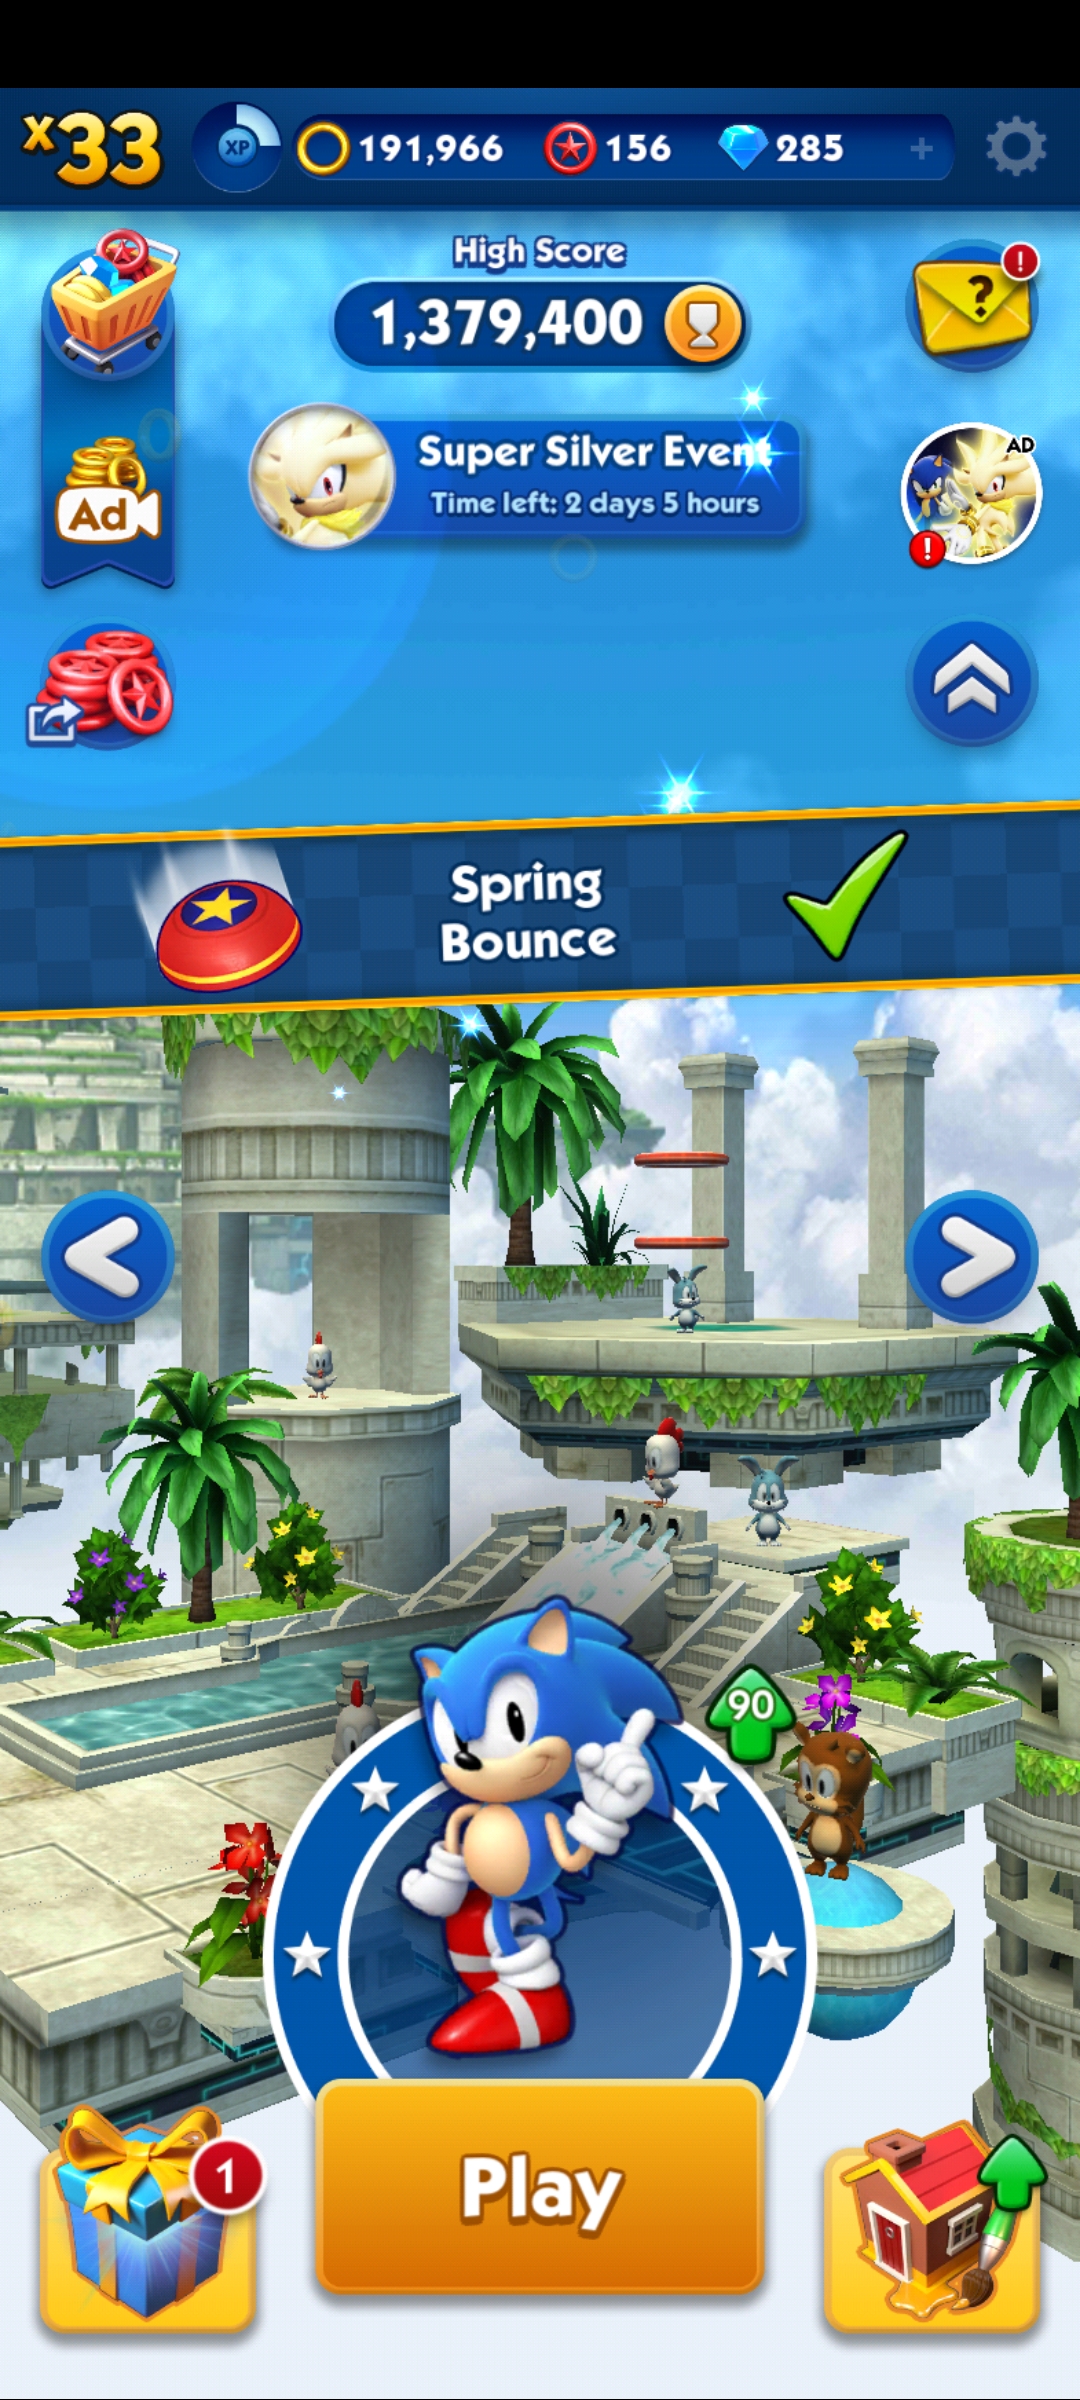 x33
XP
191,966
156
285
+
High Score
1,379,400
?
!
Super Silver Event
Time left: 2 days 5 hours
AD
!
Ad
Spring
Bounce
90
1
Play